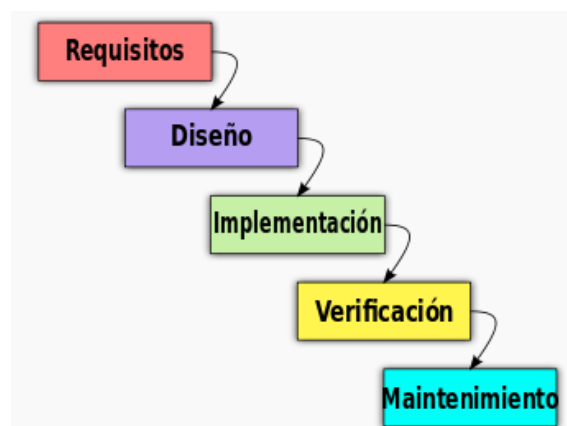 Requisitos
Diseño
Implementación
Verificación
Maintenimiento